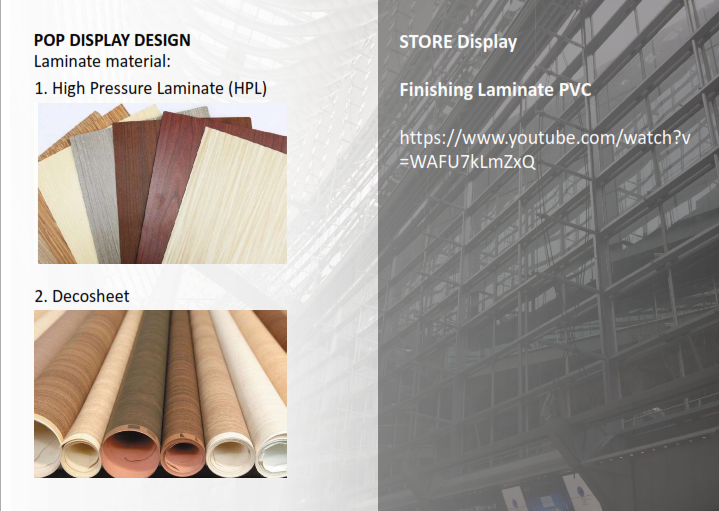 POP DISPLAY DESIGN
Laminate material:
1. High Pressure Laminate (HPL)
2. Decosheet
STORE Display
Finishing Laminate PVC
https://www.youtube.com/watch?v
=WAFU7kLmZxQ